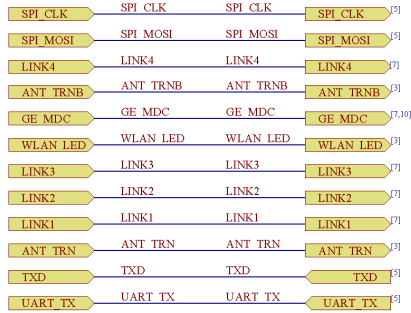 SPI_CLK SPI_CLK SPI_CLK SPI_CLK [5]
SPI_MOSI SPI_MOSI SPI_MOSI SPI_MOSI [5]
LINK4 LINK4 LINK4 LINK4 [7]
ANT_TRNB ANT_TRNB ANT_TRNB ANT_TRNB [3]
GE_MDC GE_MDC GE_MDC GE_MDC [7,10]
WLAN_LED WLAN_LED WLAN_LED WLAN_LED [3]
LINK3 LINK3 LINK3 LINK3 [7]
LINK2 LINK2 LINK2 LINK2 [7]
LINK1 LINK1 LINK1 LINK1 [7]
ANT_TRN ANT_TRN ANT_TRN ANT_TRN [3]
TXD TXD TXD TXD [5]
UART_TX UART_TX UART_TX UART_TX [5]